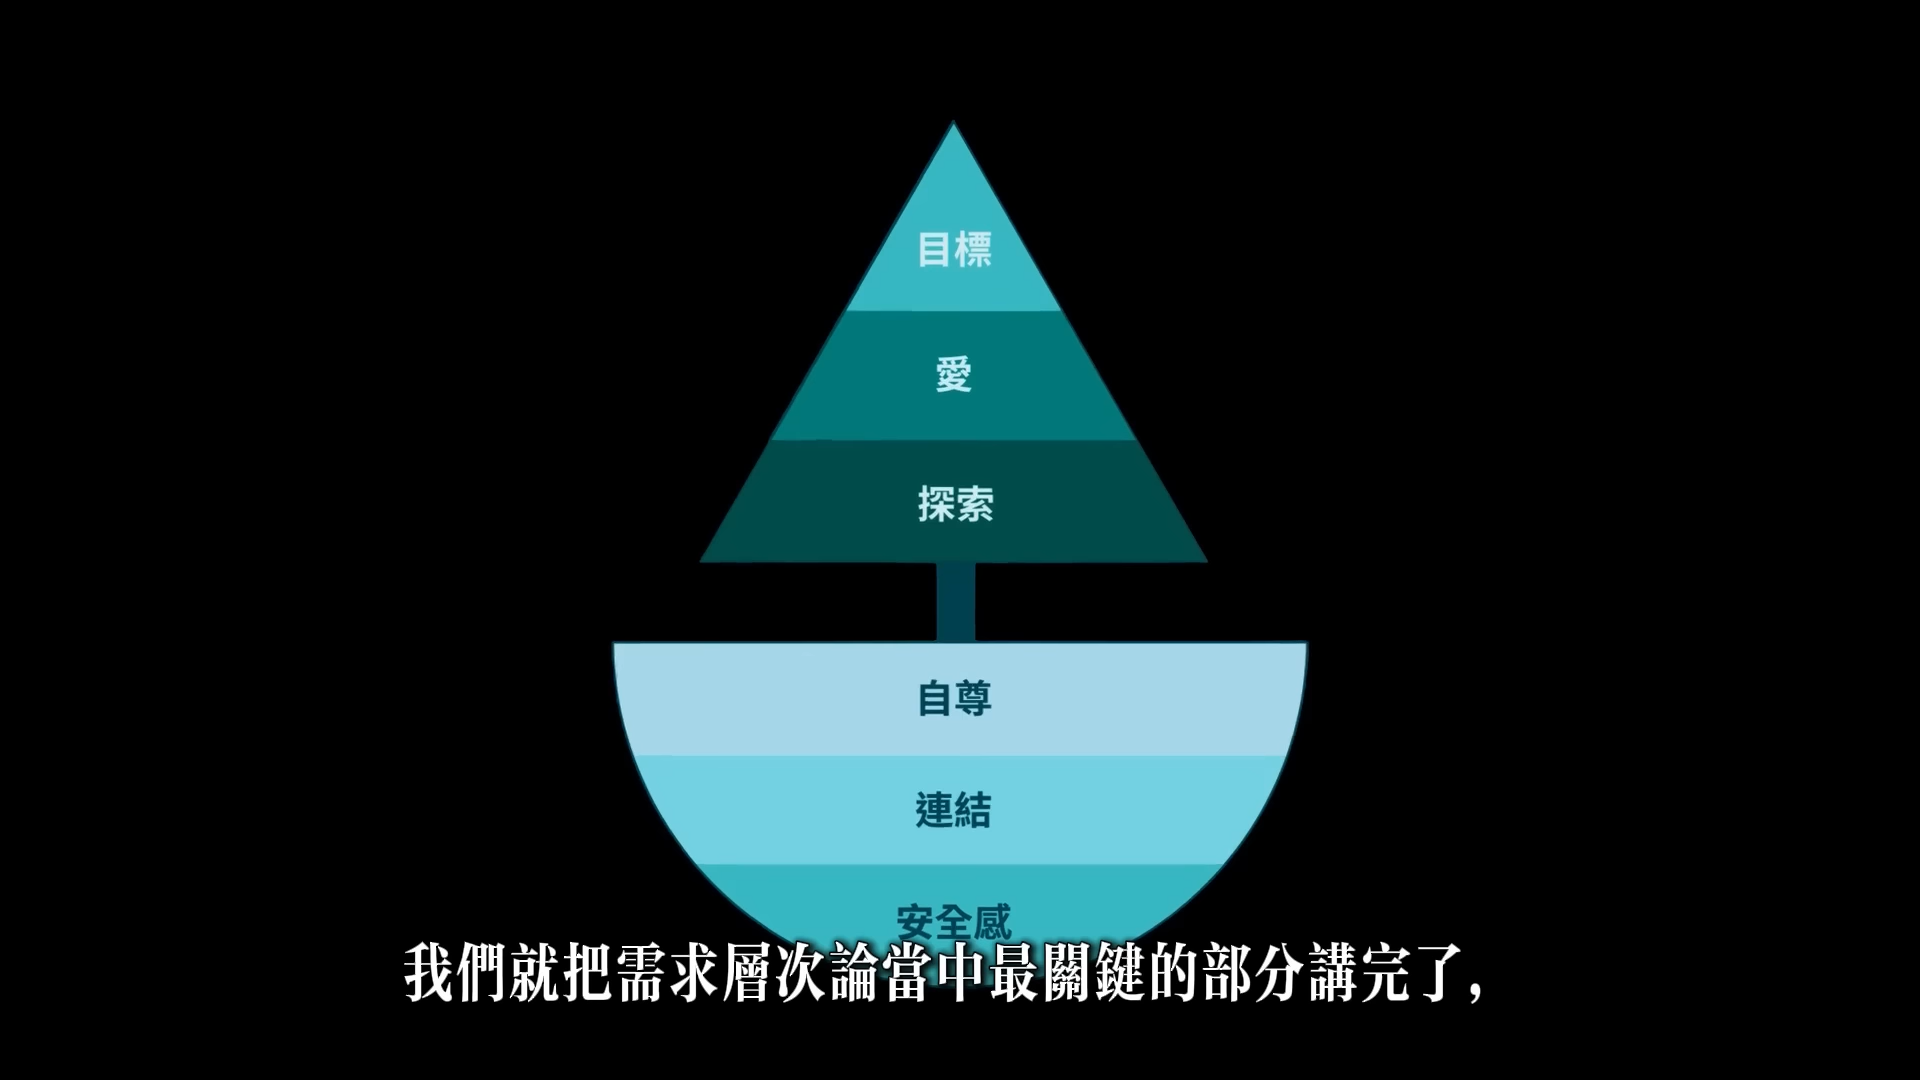 目標
愛
探索
自尊
連結
安全感
我們就把需求層次論當中最關鍵的部分講完了,